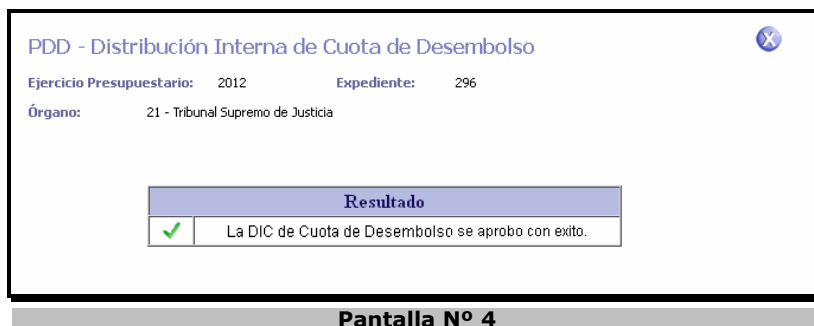 PDD - Distribución Interna de Cuota de Desembolso
Ejercicio Presupuestario: 2012 Expediente: 296
Órgano: 21 - Tribunal Supremo de Justicia
Resultado
La DIC de Cuota de Desembolso se aprobo con exito.
Pantalla Nº 4